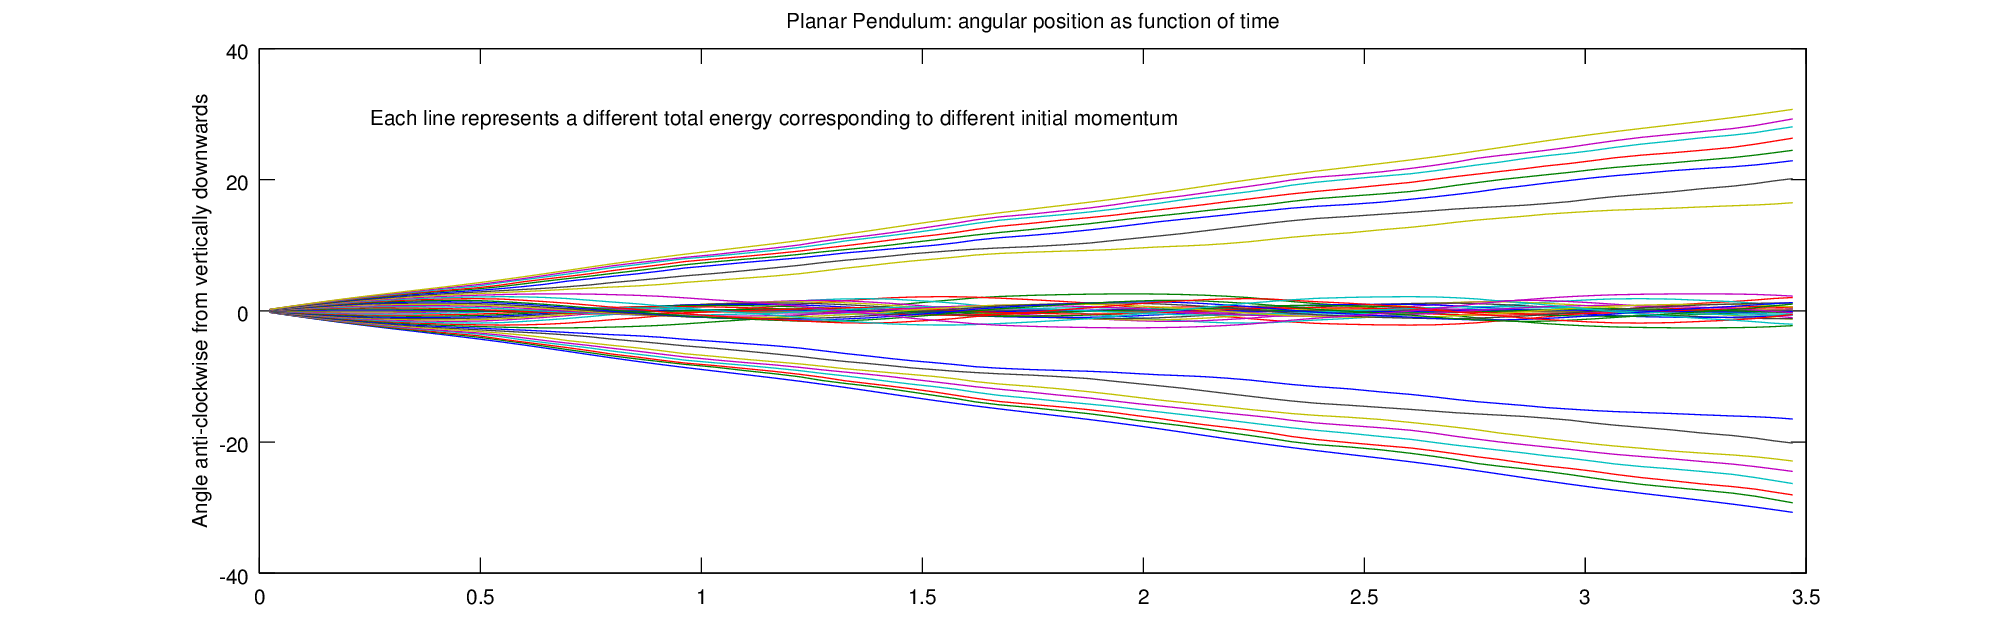 Planar Pendulum: angular position as function of time
40
Each line represents a different total energy corresponding to different initial momentum
20
0
-20
-40
Angle anti-clockwise from vertically downwards
0 0.5 1 1.5 2 2.5 3 3.5